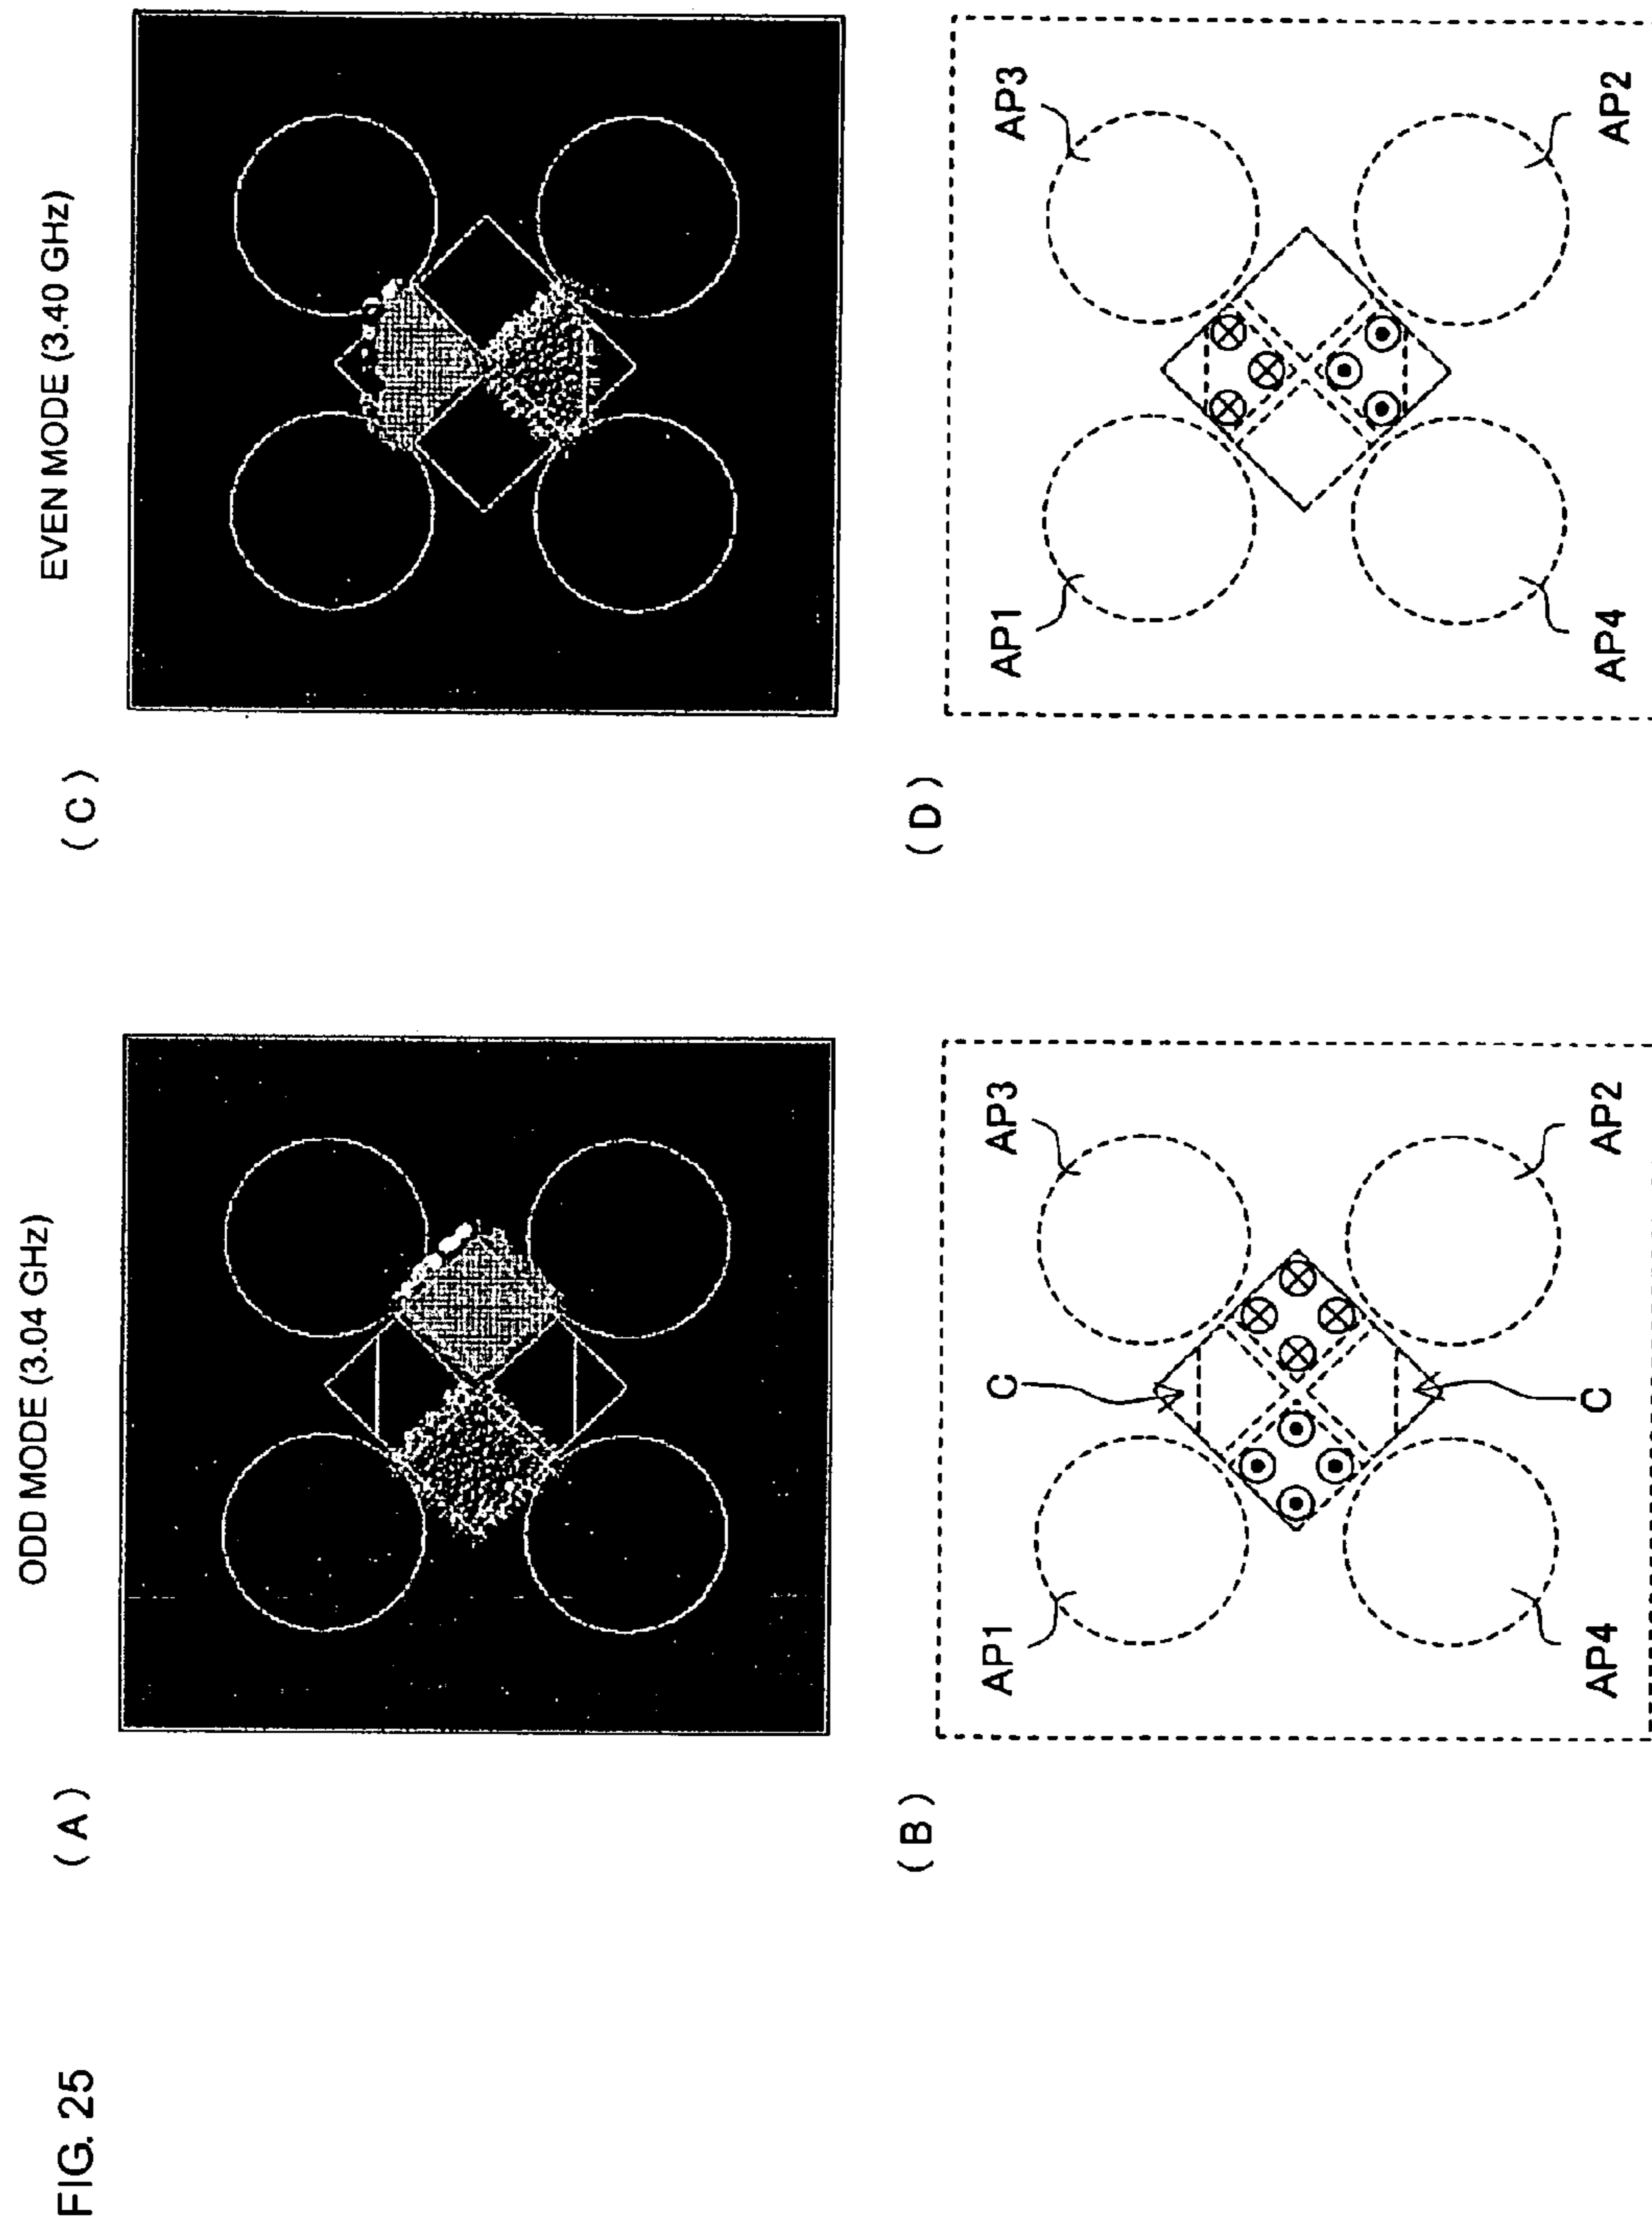 FIG. 25
ODD MODE (3.04 GHz)
EVEN MODE (3.40 GHz)
( A )
( C )
( B )
AP1
AP3
C
C
AP4
AP2
( D )
AP1
AP3
AP4
AP2